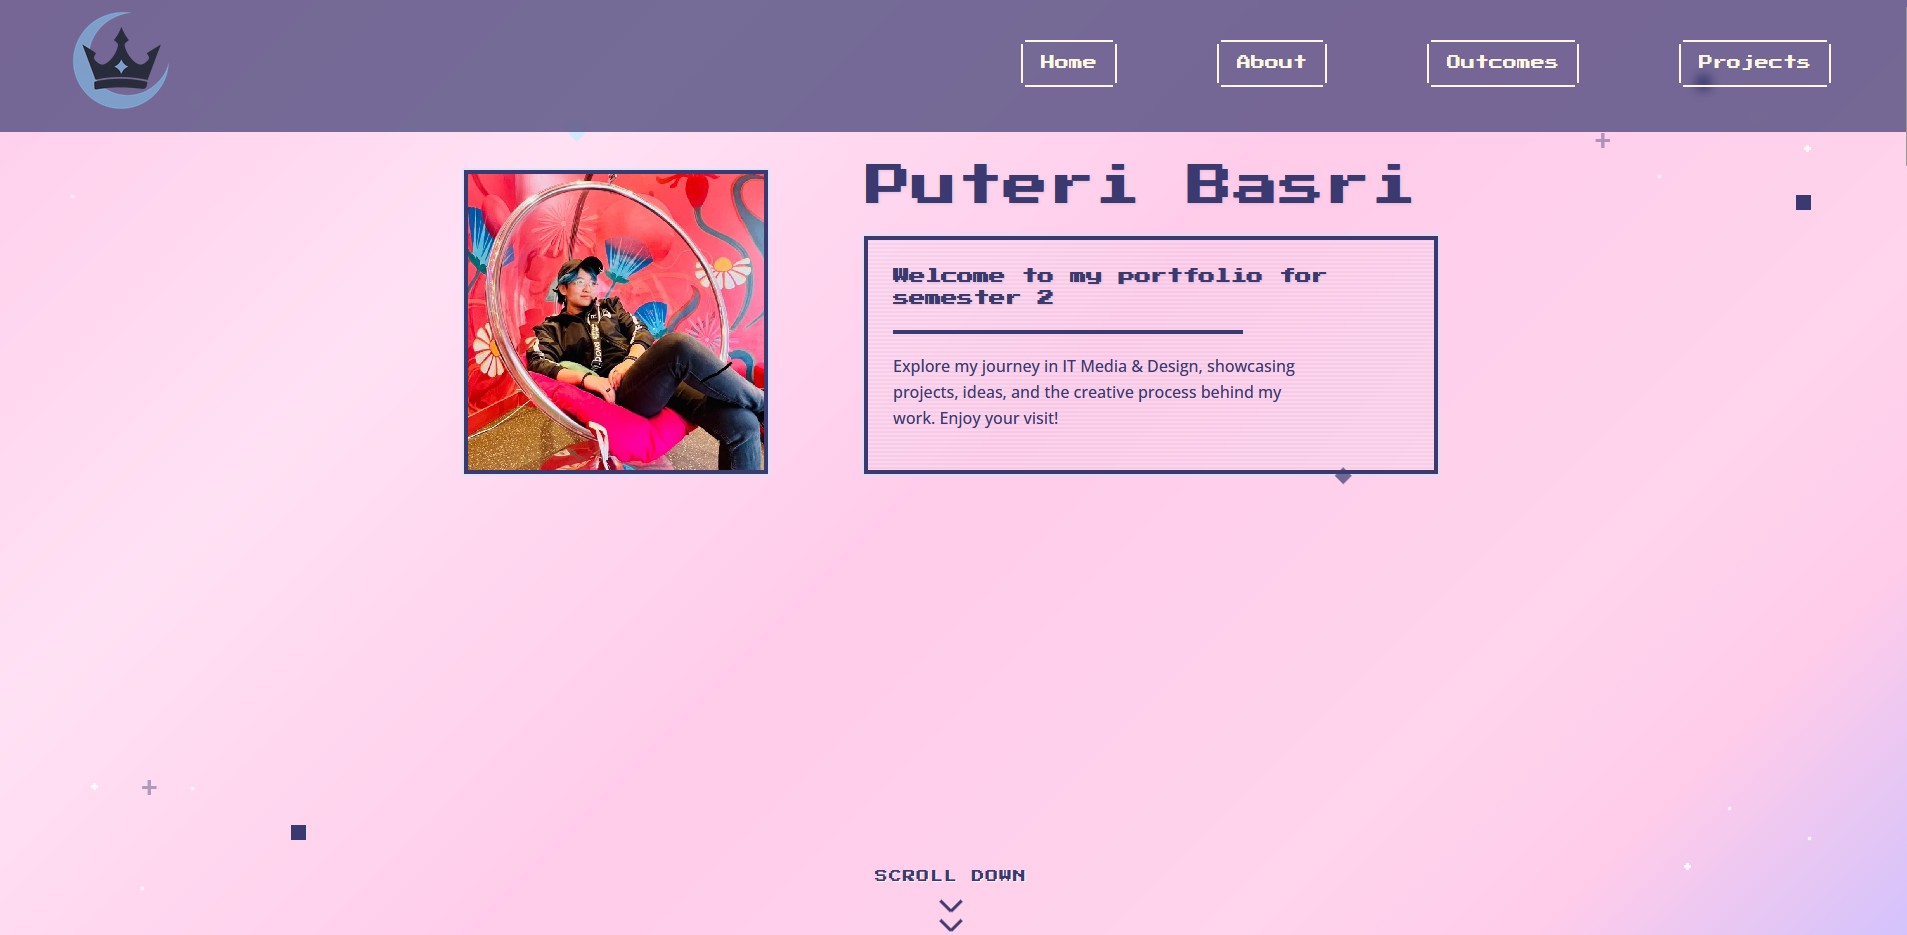 Home
About
Outcomes
Projects
Puteri Basri
Welcome to my portfolio for
semester 2
Explore my journey in IT Media & Design, showcasing
projects, ideas, and the creative process behind my
work. Enjoy your visit!
SCROLL DOWN